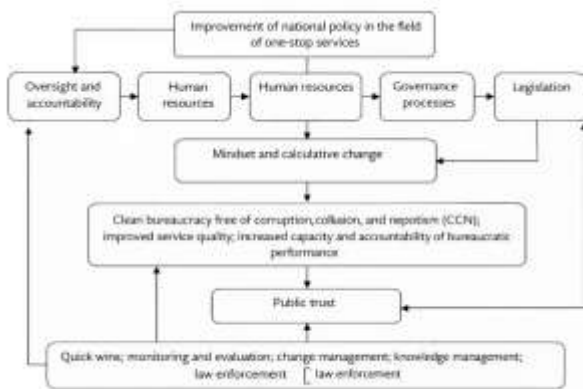 Improvement of national policy in the field
of one-stop services
Oversight and
accountability
Human
resources
Human resources
Governance
processes
Legislation
Mindset and calculative change
Clean bureaucracy free of corruption, collusion, and nepotism (CCN);
improved service quality; increased capacity and accountability of bureaucratic
performance
Public trust
Quick wins; monitoring and evaluation; change management; knowledge management;
law enforcement [ law enforcement